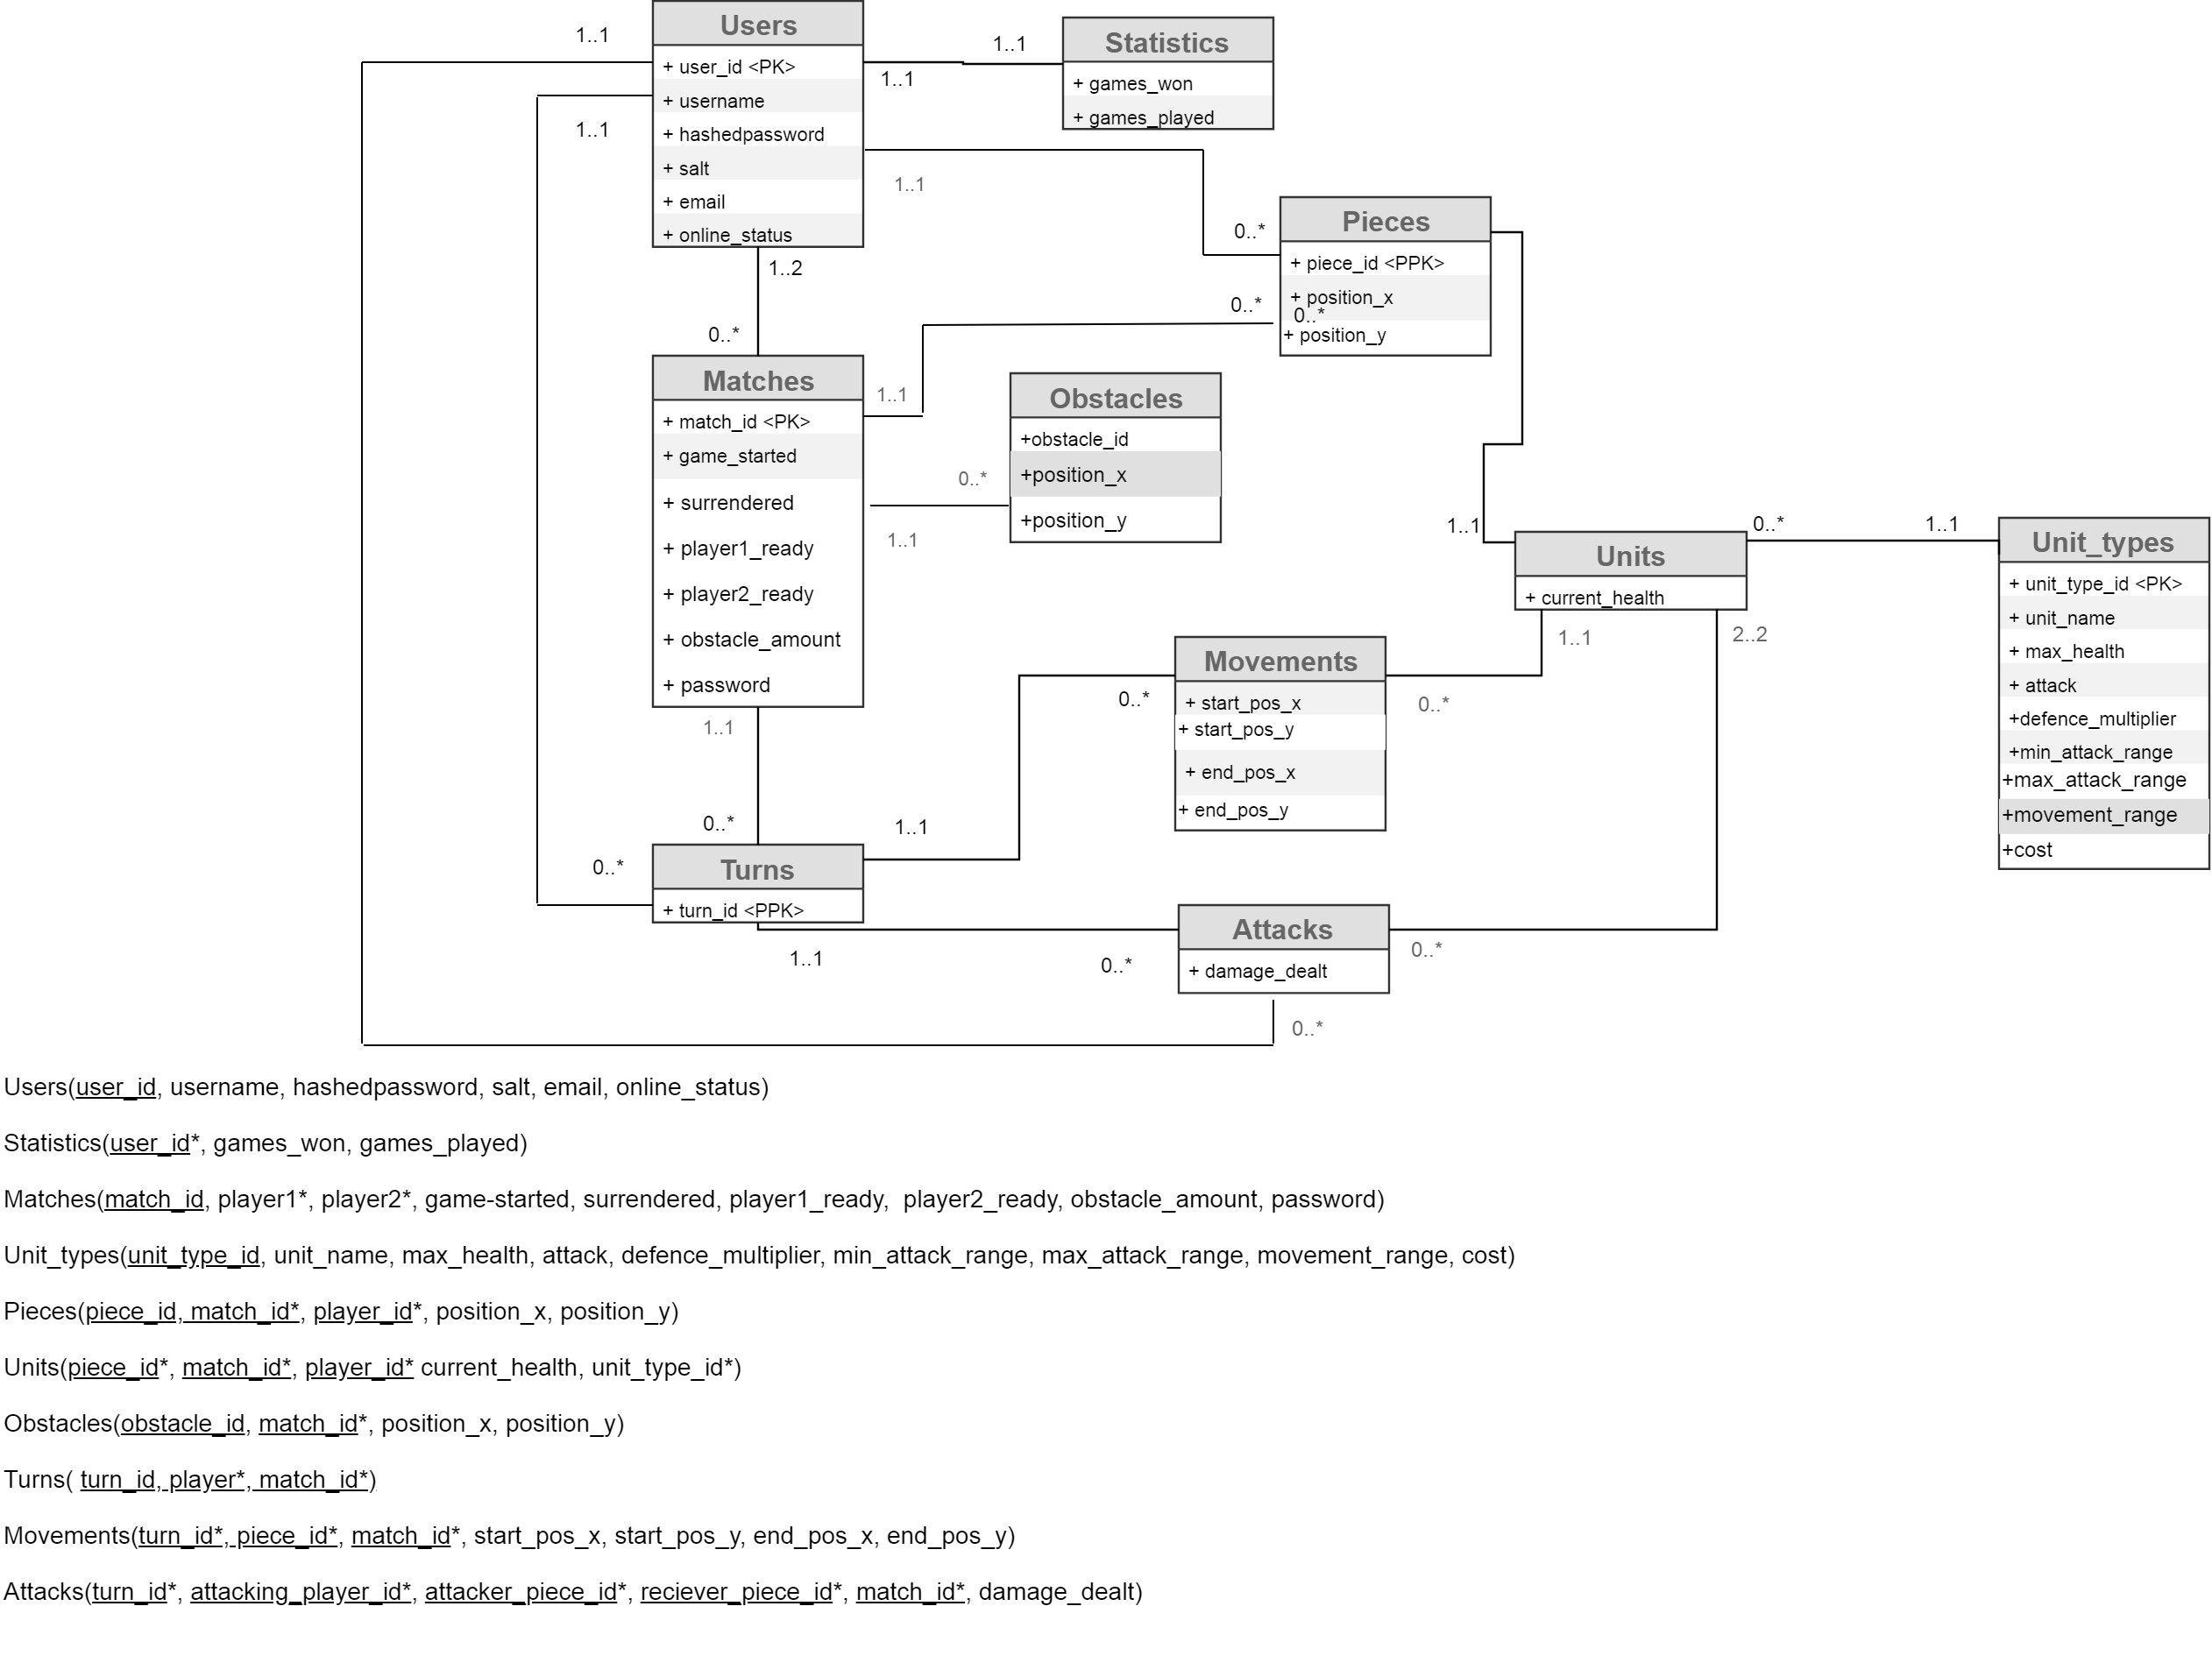 Users
+ user_id <PK>
+ username
+ hashedpassword
+ salt
+ email
+ online_status
1..1
1..1
1..1
1..1
Statistics
+ games_won
+ games_played
1..1
0..*
Pieces
+ piece_id <PPK>
+ position_x
0..*
+ position_y
1..2
0..*
0..*
Matches
+ match_id <PK>
+ game_started
+ surrendered
+ player1_ready
+ player2_ready
+ obstacle_amount
+ password
1..1
Obstacles
+obstacle_id
+position_x
+position_y
0..*
1..1
1..1
Units
+ current_health
0..*
1..1
Unit_types
+ unit_type_id <PK>
+ unit_name
+ max_health
+ attack
+defence_multiplier
+min_attack_range
+max_attack_range
+movement_range
+cost
1..1
2..2
Movements
+ start_pos_x
+ start_pos_y
+ end_pos_x
+ end_pos_y
0..*
0..*
1..1
0..*
1..1
0..*
Turns
+ turn_id <PPK>
1..1
0..*
Attacks
+ damage_dealt
0..*
0..*
Users(user_id, username, hashedpassword, salt, email, online_status)
Statistics(user_id*, games_won, games_played)
Matches(match_id, player1*, player2*, game-started, surrendered, player1_ready,  player2_ready, obstacle_amount, password)
Unit_types(unit_type_id, unit_name, max_health, attack, defence_multiplier, min_attack_range, max_attack_range, movement_range, cost)
Pieces(piece_id, match_id*, player_id*, position_x, position_y)
Units(piece_id*, match_id*, player_id* current_health, unit_type_id*)
Obstacles(obstacle_id, match_id*, position_x, position_y)
Turns( turn_id, player*, match_id*)
Movements(turn_id*, piece_id*, match_id*, start_pos_x, start_pos_y, end_pos_x, end_pos_y)
Attacks(turn_id*, attacking_player_id*, attacker_piece_id*, reciever_piece_id*, match_id*, damage_dealt)